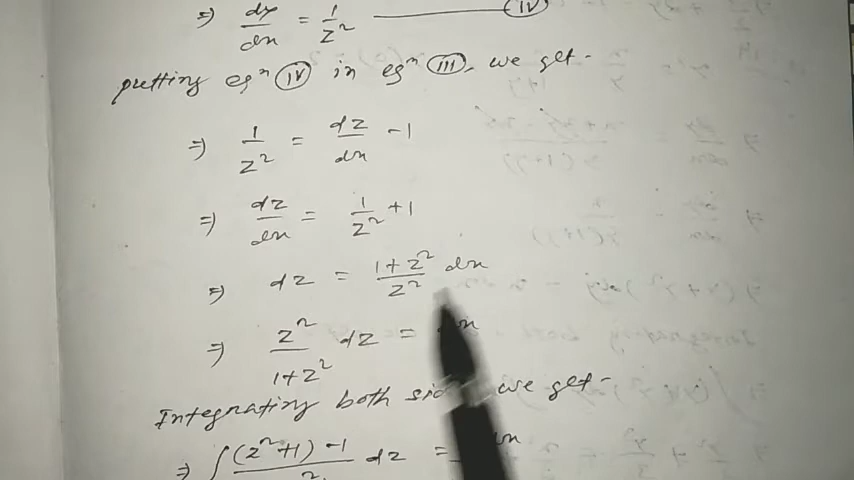 ⇒ dy/dx = 1/z² ——— (IV)
putting eqⁿ (IV) in eqⁿ (III), we get-
⇒ 1/z² = dz/dx - 1
⇒ dz/dx = 1/z² + 1
⇒ dz = (1+z²)/z² dx
⇒ z²/(1+z²) dz =
Integrating both we get-
⇒ ∫ (z²+1)-1 dz =